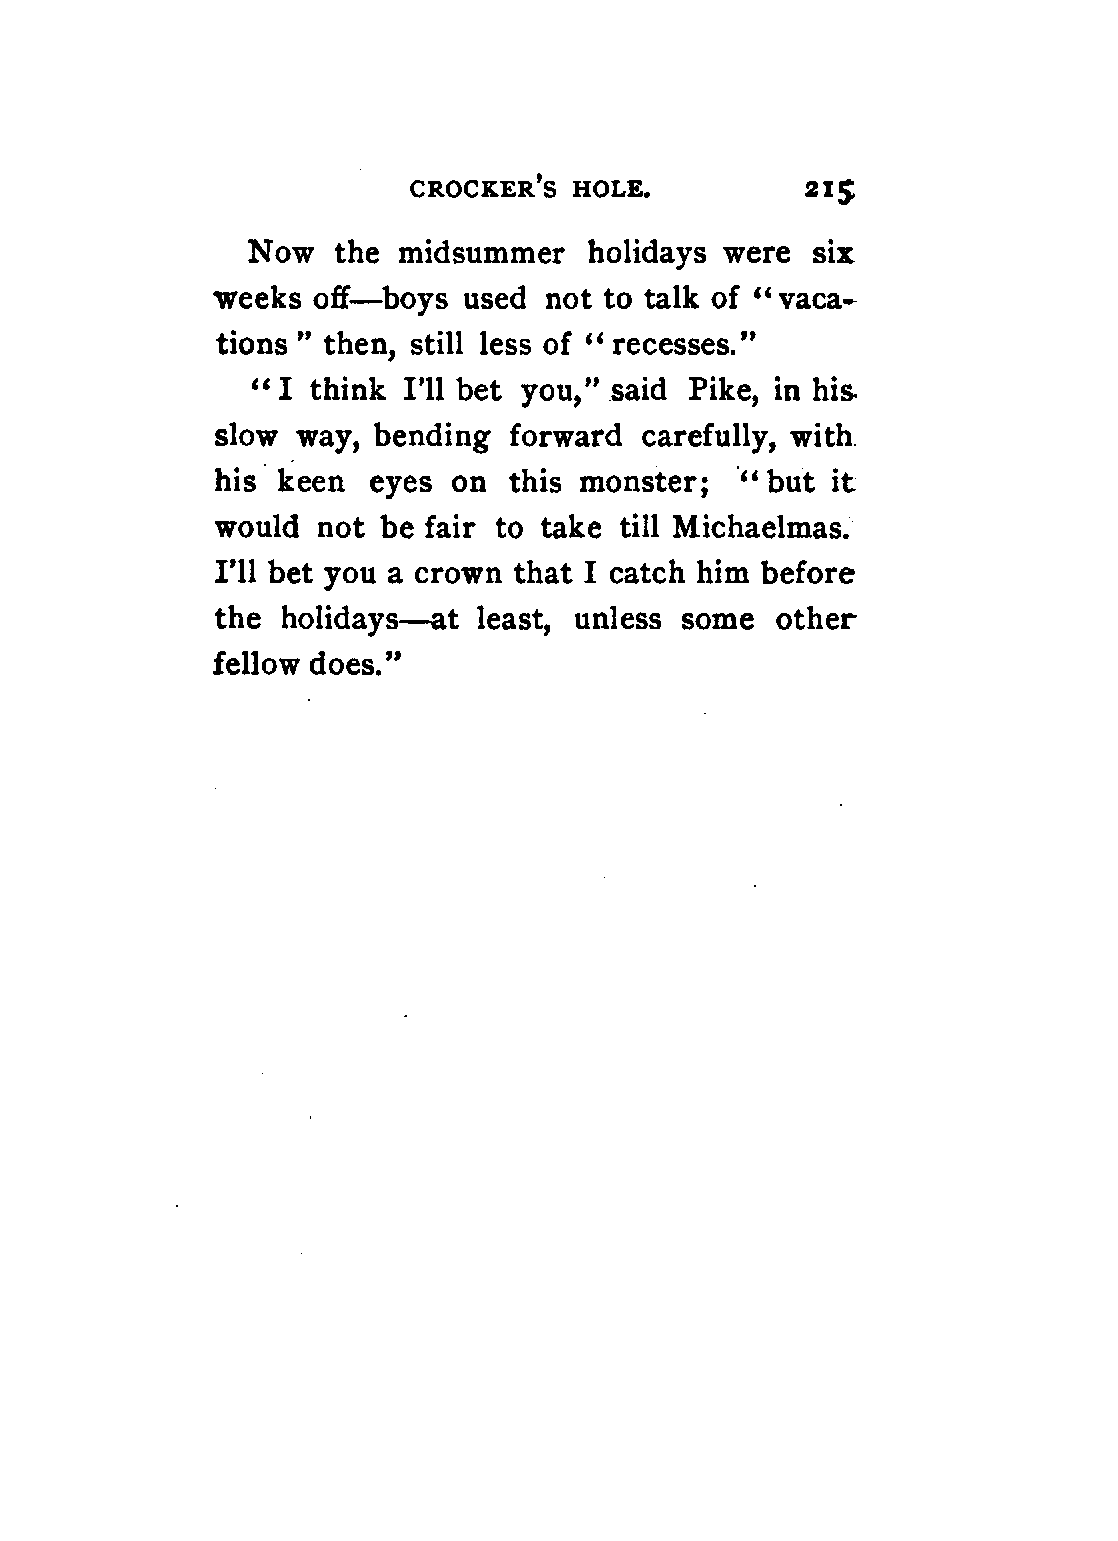 CROCKER'S HOLE. 215
Now the midsummer holidays were six
weeks off—boys used not to talk of “vaca-
tions” then, still less of “recesses.”
“I think I'll bet you,” said Pike, in his
slow way, bending forward carefully, with
his keen eyes on this monster; “but it
would not be fair to take till Michaelmas.
I'll bet you a crown that I catch him before
the holidays—at least, unless some other
fellow does.”